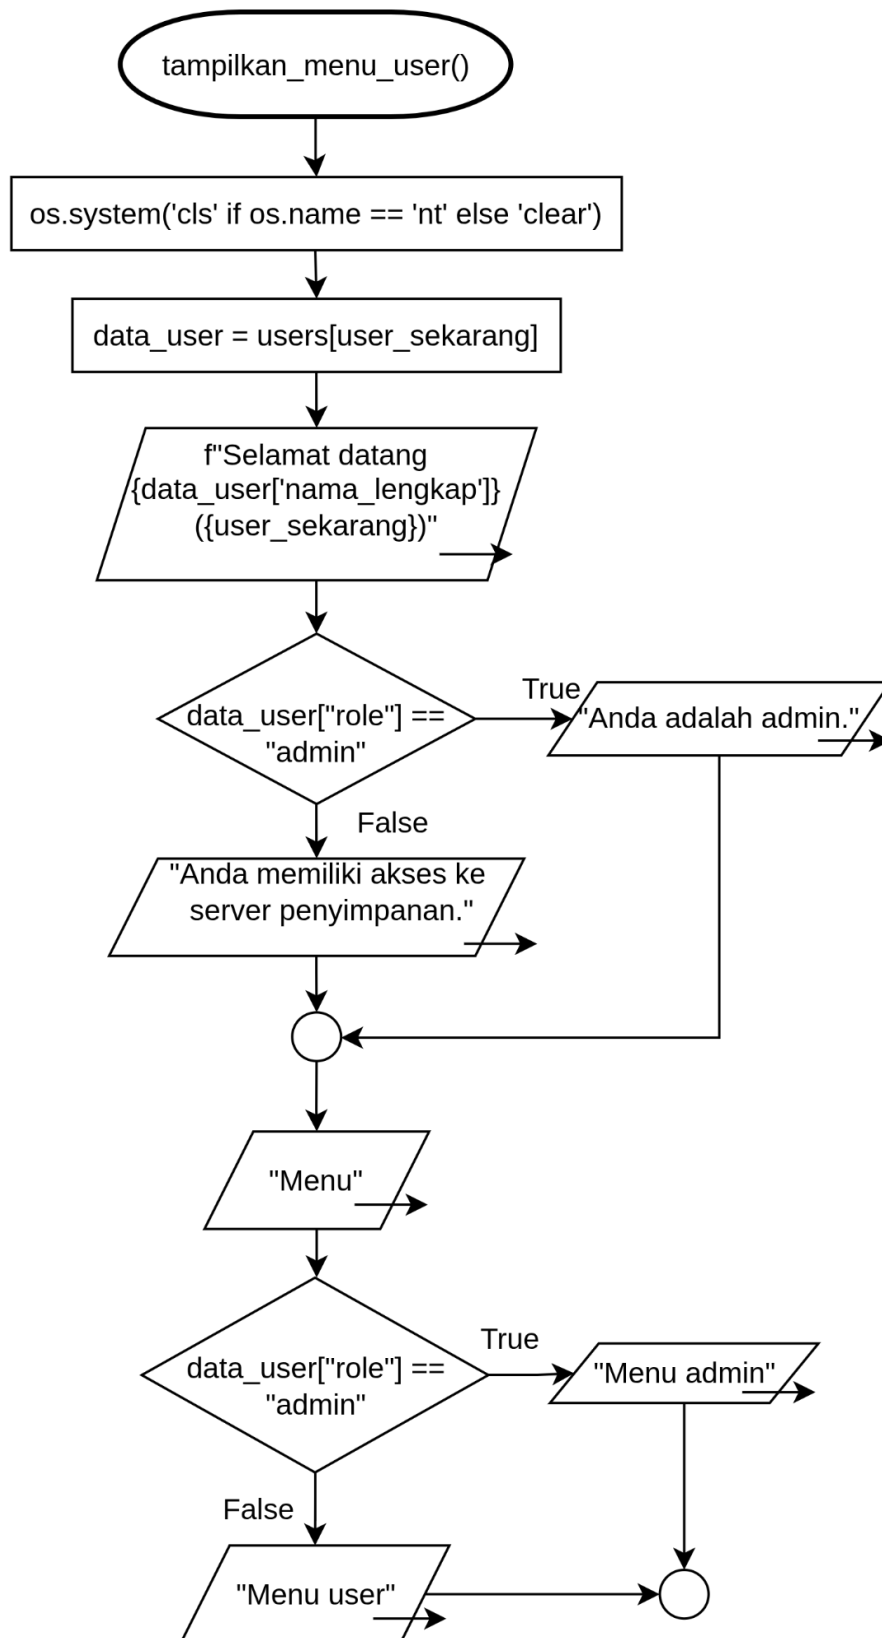 tampilkan_menu_user()
os.system('cls' if os.name == 'nt' else 'clear')
data_user = users[user_sekarang]
f"Selamat datang
{data_user['nama_lengkap']}
({user_sekarang})"
data_user["role"] ==
"admin"
True
"Anda adalah admin."
False
"Anda memiliki akses ke
server penyimpanan."
"Menu"
data_user["role"] ==
"admin"
True
"Menu admin"
False
"Menu user"